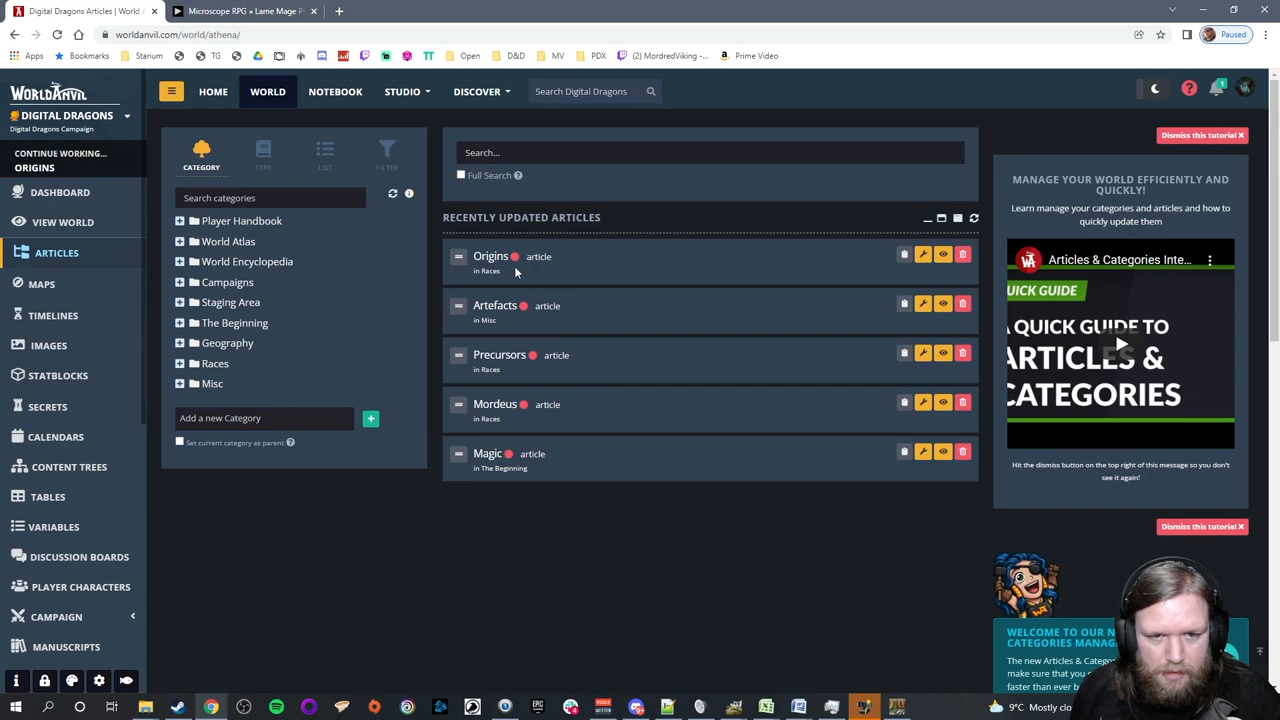 Digital Dragons Articles | World A
Microscope RPG » Lame Mage P
worldanvil.com/world/athena/
Paused
Apps
Bookmarks
Starium
TG
Open
D&D
MV
PDX
(2) MordredViking -...
Prime Video
WORLDANVIL
DIGITAL DRAGONS
Digital Dragons Campaign
HOME
WORLD
NOTEBOOK
STUDIO
DISCOVER
Search Digital Dragons
1
CONTINUE WORKING...
ORIGINS
DASHBOARD
VIEW WORLD
ARTICLES
MAPS
TIMELINES
IMAGES
STATBLOCKS
SECRETS
CALENDARS
CONTENT TREES
TABLES
VARIABLES
DISCUSSION BOARDS
PLAYER CHARACTERS
CAMPAIGN
MANUSCRIPTS
CATEGORY
TYPE
LIST
FILTER
Search categories
Player Handbook
World Atlas
World Encyclopedia
Campaigns
Staging Area
The Beginning
Geography
Races
Misc
Add a new Category
Set current category as parent
Search...
Full Search
RECENTLY UPDATED ARTICLES
Origins article
in Races
Artefacts article
in Misc
Precursors article
in Races
Mordeus article
in Races
Magic article
in The Beginning
Dismiss this tutorial
MANAGE YOUR WORLD EFFICIENTLY AND
QUICKLY!
Learn manage your categories and articles and how to
quickly update them
Articles & Categories Inte...
QUICK GUIDE
A QUICK GUIDE TO
ARTICLES &
CATEGORIES
Hit the dismiss button on the top right of this message so you don't
see it again!
Dismiss this tutorial
WELCOME TO OUR N
CATEGORIES MANAG
The new Articles & Catego
make sure that you
faster than ever b
9°C Mostly clo